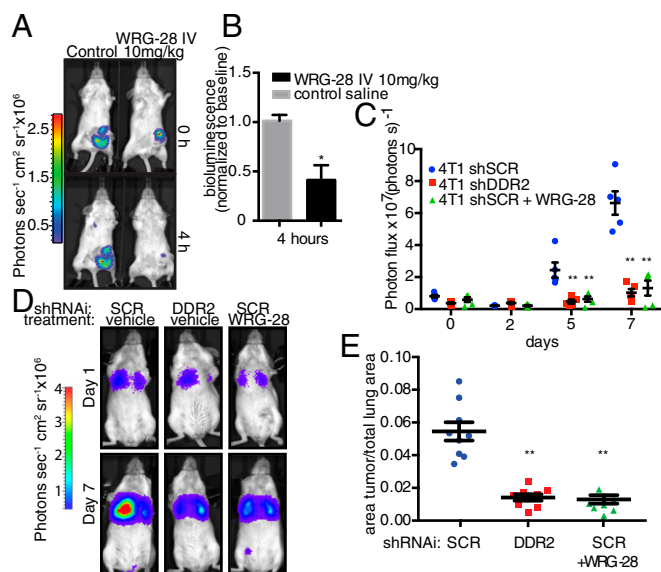 A
Control
WRG-28 IV
10mg/kg
Photons sec⁻¹ cm² sr⁻¹x10⁶
2.5
1.5
0.5
0 h
4 h
B
bioluminescence
(normalized to baseline)
1.5
1.0
0.5
0.0
WRG-28 IV 10mg/kg
control saline
*
4 hours
C
Photon flux x10⁷(photons s)⁻¹
10
8
6
4
2
0
4T1 shSCR
4T1 shDDR2
4T1 shSCR + WRG-28
** **
** **
0 2 5 7
days
D
shRNAi: SCR DDR2 SCR
treatment: vehicle vehicle WRG-28
Photons sec⁻¹ cm² sr⁻¹x10⁶
4
3
2
1
Day 1
Day 7
E
area tumor/total lung area
0.10
0.08
0.06
0.04
0.02
0.00
** **
shRNAi: SCR DDR2 SCR
+WRG-28